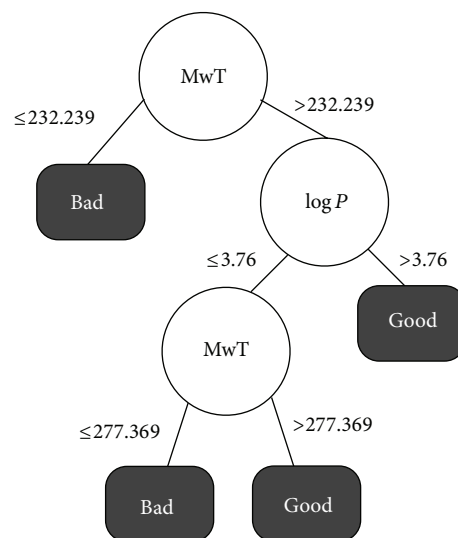 MwT
≤232.239
>232.239
Bad
log P
≤3.76
>3.76
Good
MwT
≤277.369
>277.369
Bad
Good